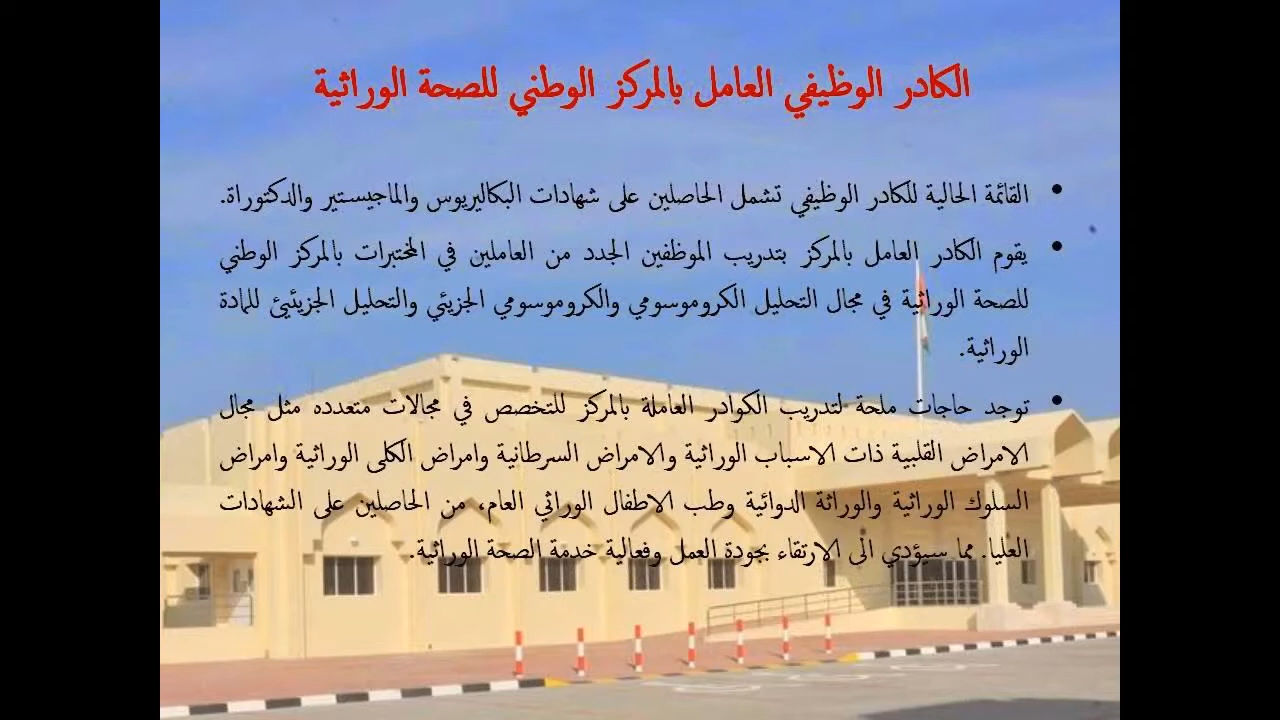 الكادر الوظيفي العامل بالمركز الوطني للصحة الوراثية
• القائمة الحالية للكادر الوظيفي تشمل الحاصلين على شهادات البكاليريوس والماجيستير والدكتوراة.
• يقوم الكادر العامل بالمركز بتدريب الموظفين الجدد من العاملين في المختبرات بالمركز الوطني
للصحة الوراثية في مجال التحليل الكروموسومي والكروموسومي الجزيئي والتحليل الجزيئيئ للمادة
الوراثية.
• توجد حاجات ملحة لتدريب الكوادر العاملة بالمركز للتخصص في مجالات متعدده مثل مجال
الامراض القلبية ذات الاسباب الوراثية والامراض السرطانية وامراض الكلى الوراثية وامراض
السلوك الوراثية والوراثة الدوائية وطب الاطفال الوراثي العام، من الحاصلين على الشهادات
العليا. مما سيؤدي الى الارتقاء بجودة العمل وفعالية خدمة الصحة الوراثية.